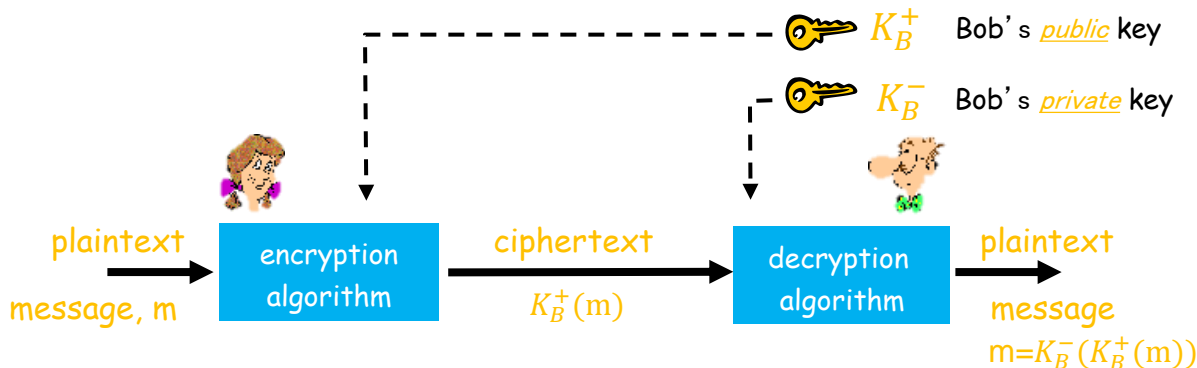 K_B^+ Bob's public key
K_B^- Bob's private key
plaintext
encryption
algorithm
ciphertext
decryption
algorithm
plaintext
message, m
K_B^+(m)
message
m=K_B^-(K_B^+(m))